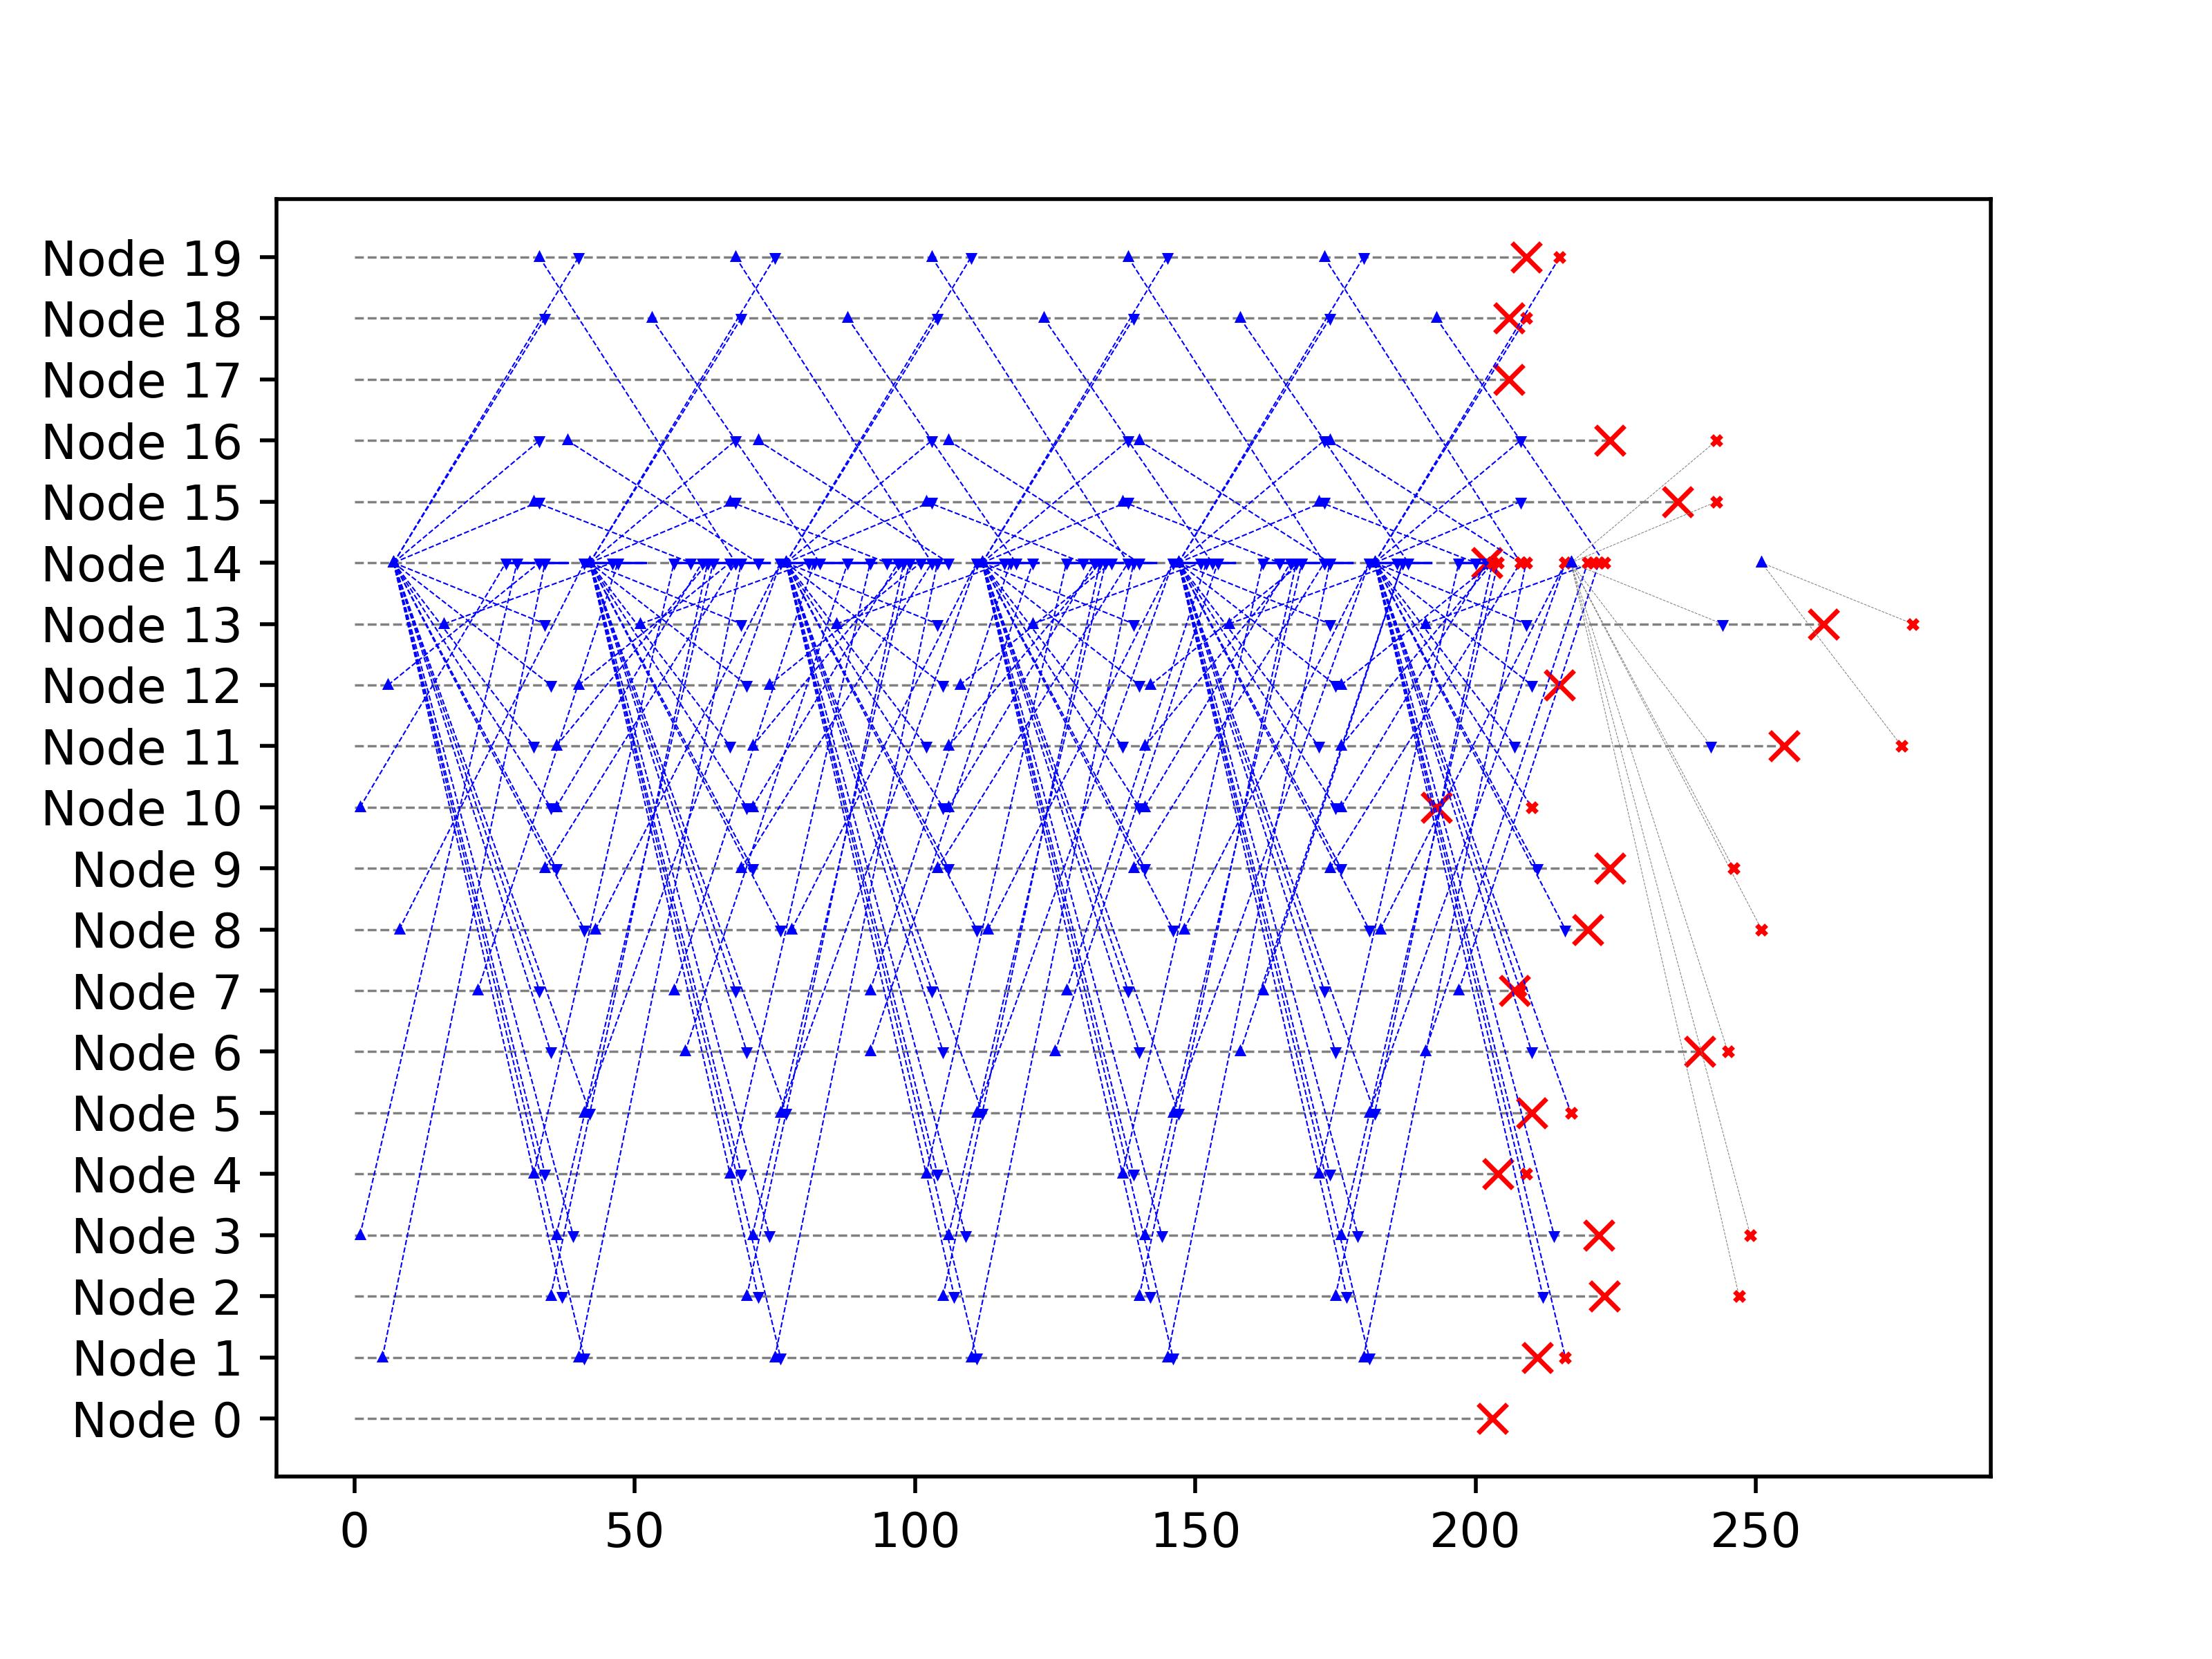 Node 19
Node 18
Node 17
Node 16
Node 15
Node 14
Node 13
Node 12
Node 11
Node 10
Node 9
Node 8
Node 7
Node 6
Node 5
Node 4
Node 3
Node 2
Node 1
Node 0
0 50 100 150 200 250